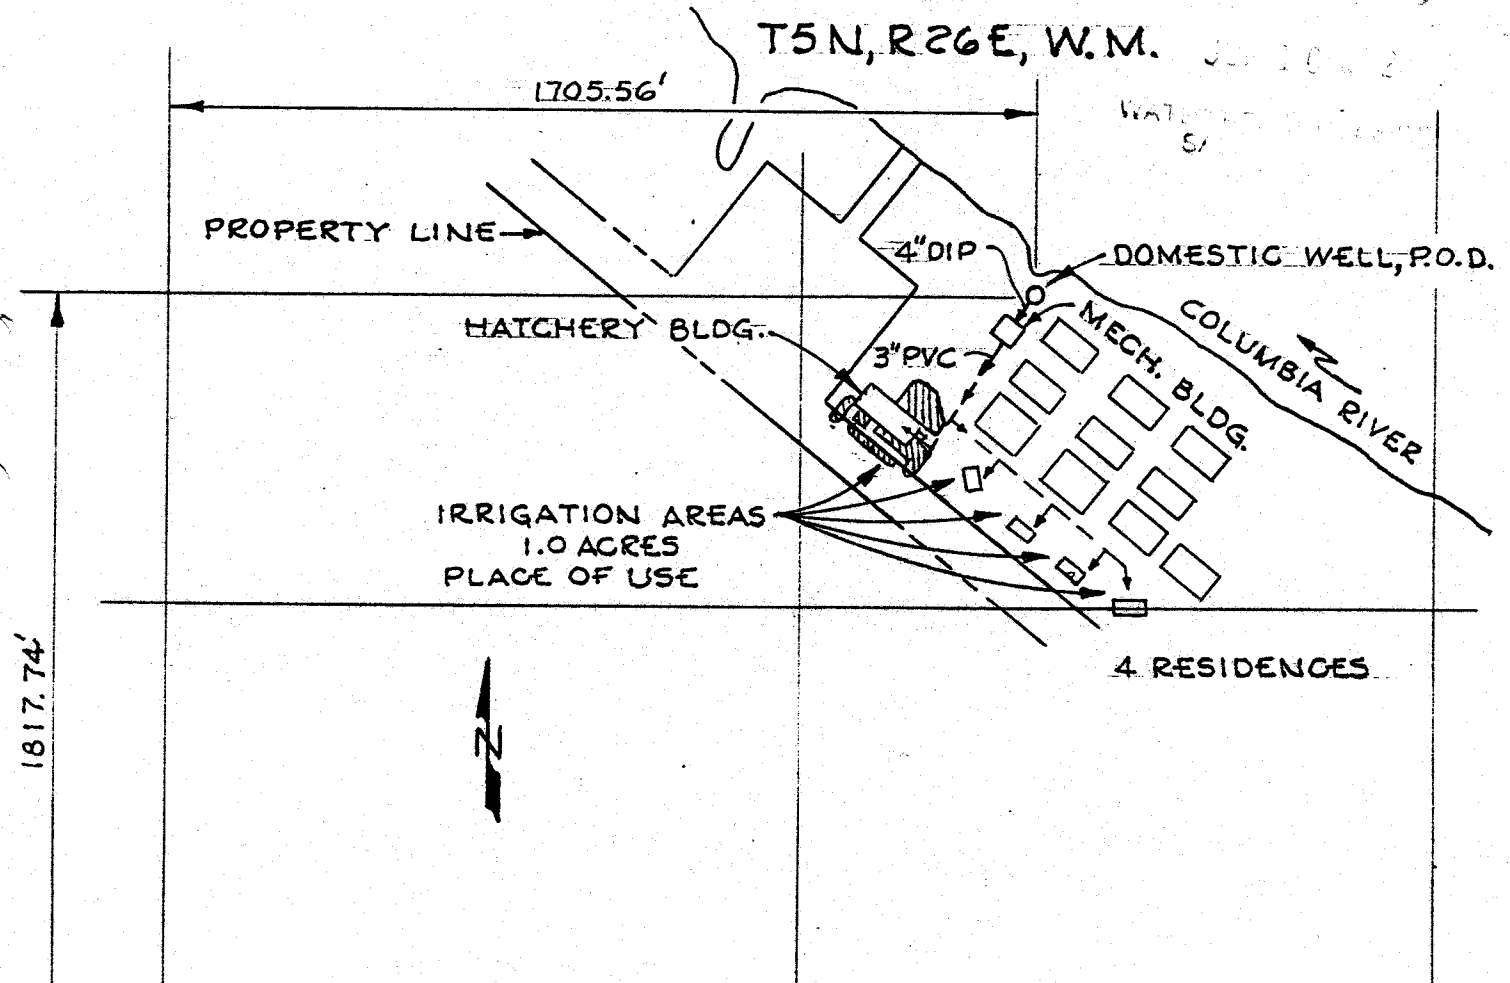 T5N, R26E, W.M.
1705.56'
PROPERTY LINE
4" DIP
DOMESTIC WELL, P.O.D.
HATCHERY BLDG.
3" PVC
MECH. BLDG.
COLUMBIA RIVER
IRRIGATION AREAS
1.0 ACRES
PLACE OF USE
4 RESIDENCES
1817.74'
N